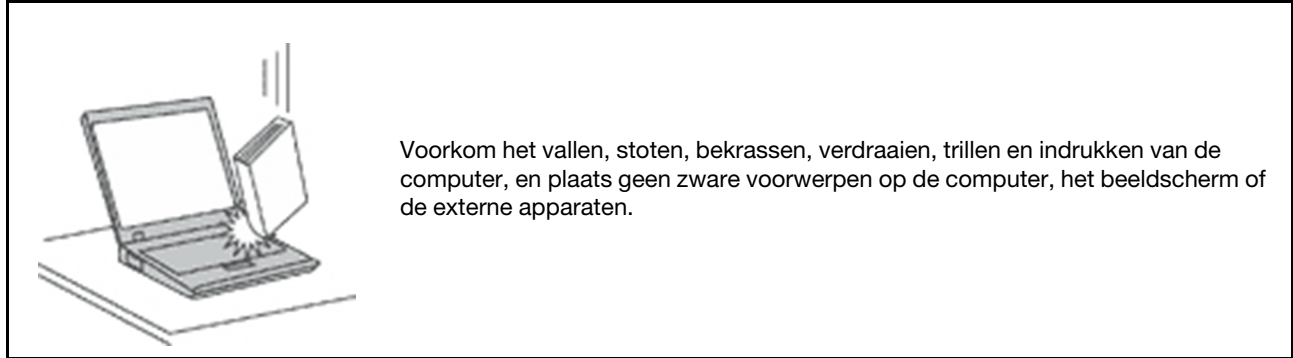 Voorkom het vallen, stoten, bekrassen, verdraaien, trillen en indrukken van de
computer, en plaats geen zware voorwerpen op de computer, het beeldscherm of
de externe apparaten.